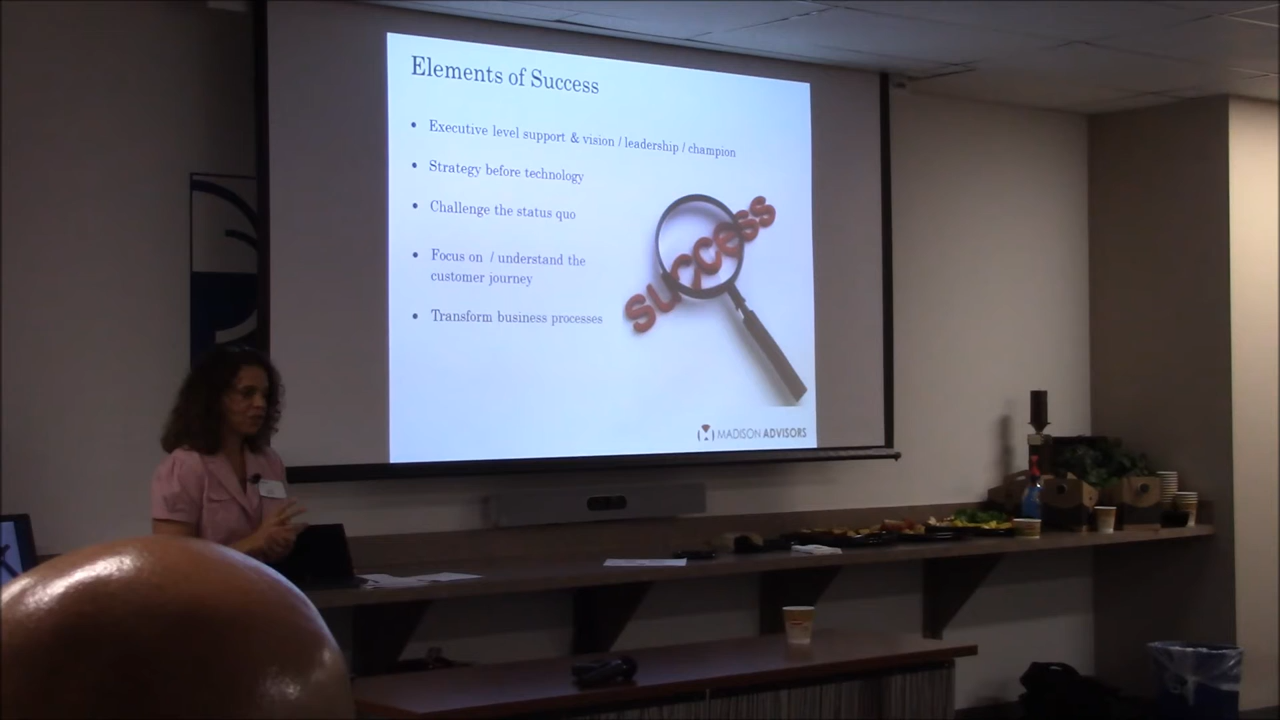 Elements of Success
• Executive level support & vision / leadership / champion
• Strategy before technology
• Challenge the status quo
• Focus on / understand the
customer journey
• Transform business processes
success
MADISON ADVISORS